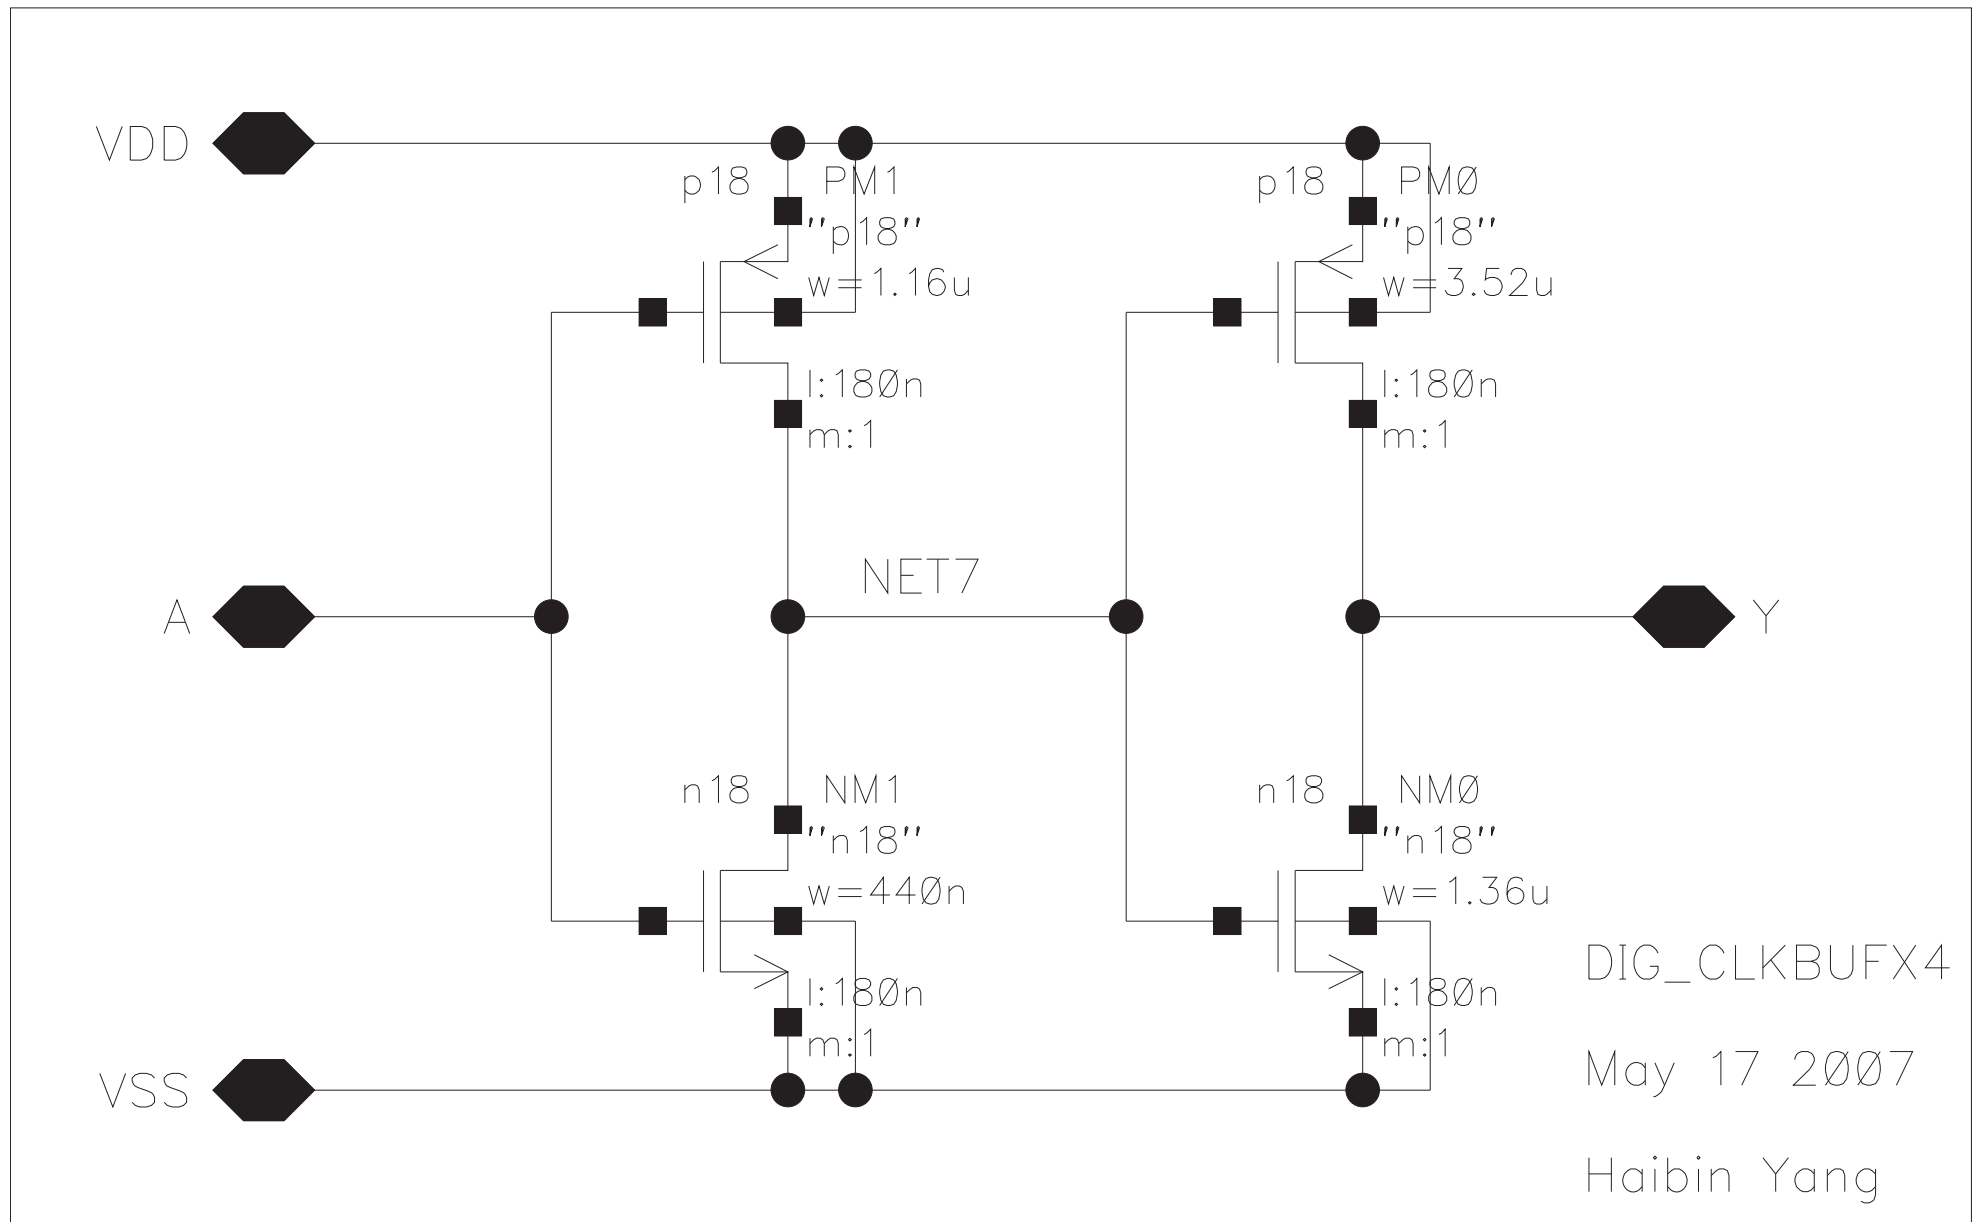 VDD
p18 PM1
"p18"
w=1.16u
l:180n
m:1
p18 PM0
"p18"
w=3.52u
l:180n
m:1
A
NET7
Y
n18 NM1
"n18"
w=440n
l:180n
m:1
n18 NM0
"n18"
w=1.36u
l:180n
m:1
VSS
DIG_CLKBUFX4
May 17 2007
Haibin Yang